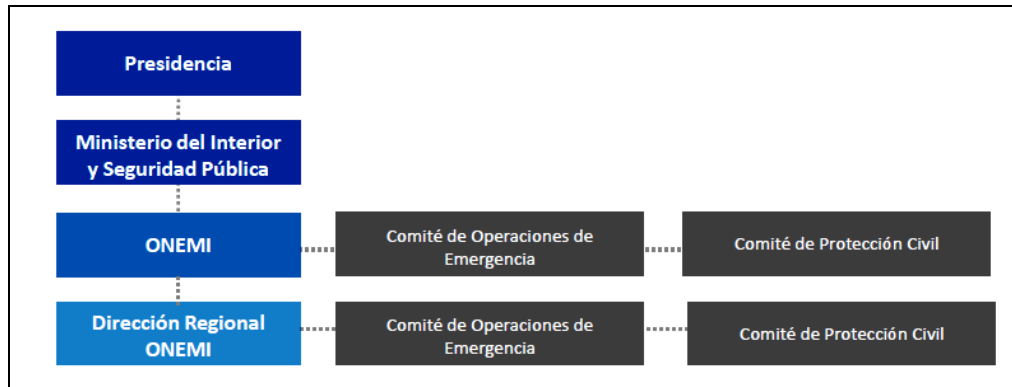 Presidencia
Ministerio del Interior
y Seguridad Pública
ONEMI
Comité de Operaciones de
Emergencia
Comité de Protección Civil
Dirección Regional
ONEMI
Comité de Operaciones de
Emergencia
Comité de Protección Civil